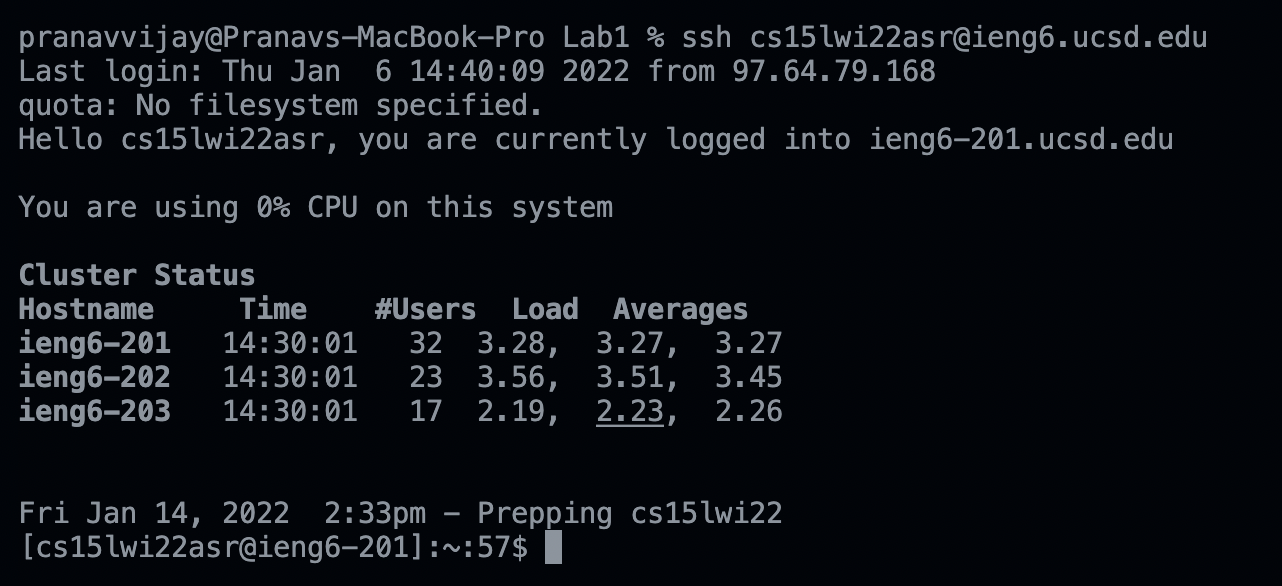 pranavvijay@Pranavs-MacBook-Pro Lab1 % ssh cs15lwi22asr@ieng6.ucsd.edu
Last login: Thu Jan  6 14:40:09 2022 from 97.64.79.168
quota: No filesystem specified.
Hello cs15lwi22asr, you are currently logged into ieng6-201.ucsd.edu
You are using 0% CPU on this system
Cluster Status
Hostname     Time    #Users  Load  Averages
ieng6-201   14:30:01   32  3.28,  3.27,  3.27
ieng6-202   14:30:01   23  3.56,  3.51,  3.45
ieng6-203   14:30:01   17  2.19,  2.23,  2.26
Fri Jan 14, 2022  2:33pm - Prepping cs15lwi22
[cs15lwi22asr@ieng6-201]:~:57$